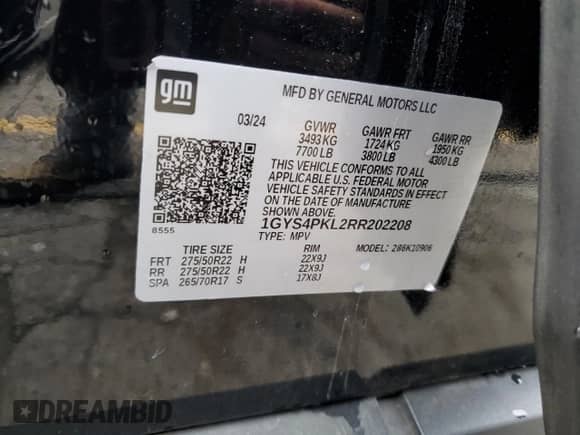 gm
MFD BY GENERAL MOTORS LLC
03/24 GVWR GAWR FRT GAWR RR
3493 KG 1724 KG 1950 KG
7700 LB 3800 LB 4300 LB
THIS VEHICLE CONFORMS TO ALL
APPLICABLE U.S. FEDERAL MOTOR
VEHICLE SAFETY STANDARDS IN EFFECT
ON THE DATE OF MANUFACTURE
SHOWN ABOVE.
8555 1GYS4PKL2RR202208
TYPE: MPV MODEL: 286K10906
TIRE SIZE RIM
FRT 275/50R22 H 22X9J
RR 275/50R22 H 22X9J
SPA 265/70R17 S 17X8J
DREAMBID